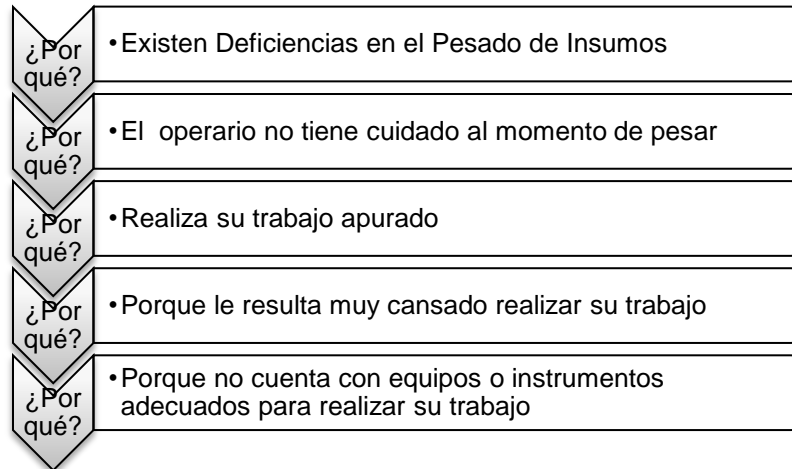 ¿Por
qué?
•Existen Deficiencias en el Pesado de Insumos
¿Por
qué?
•El operario no tiene cuidado al momento de pesar
¿Por
qué?
•Realiza su trabajo apurado
¿Por
qué?
•Porque le resulta muy cansado realizar su trabajo
¿Por
qué?
•Porque no cuenta con equipos o instrumentos
adecuados para realizar su trabajo